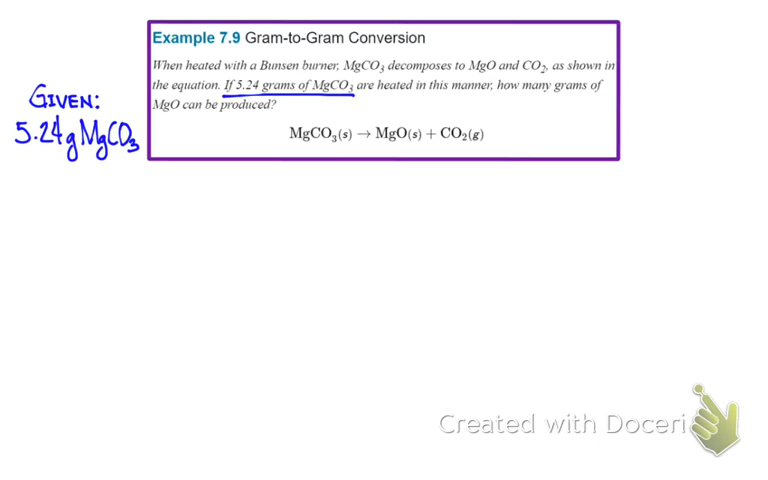 Example 7.9 Gram-to-Gram Conversion
When heated with a Bunsen burner, MgCO₃ decomposes to MgO and CO₂, as shown in
the equation. If 5.24 grams of MgCO₃ are heated in this manner, how many grams of
MgO can be produced?
MgCO₃(s) → MgO(s) + CO₂(g)
GIVEN:
5.24g MgCO₃
Created with Doceri